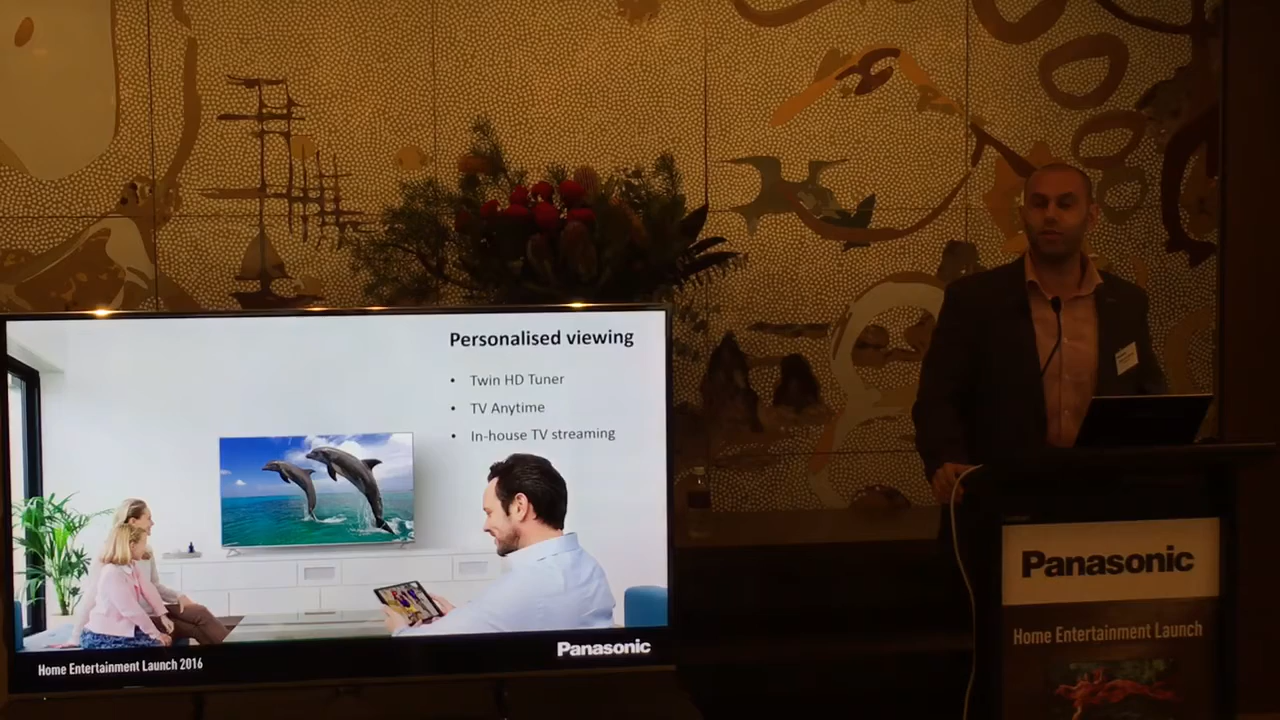 Personalised viewing
• Twin HD Tuner
• TV Anytime
• In-house TV streaming
Panasonic
Home Entertainment Launch 2016
Panasonic
Home Entertainment Launch